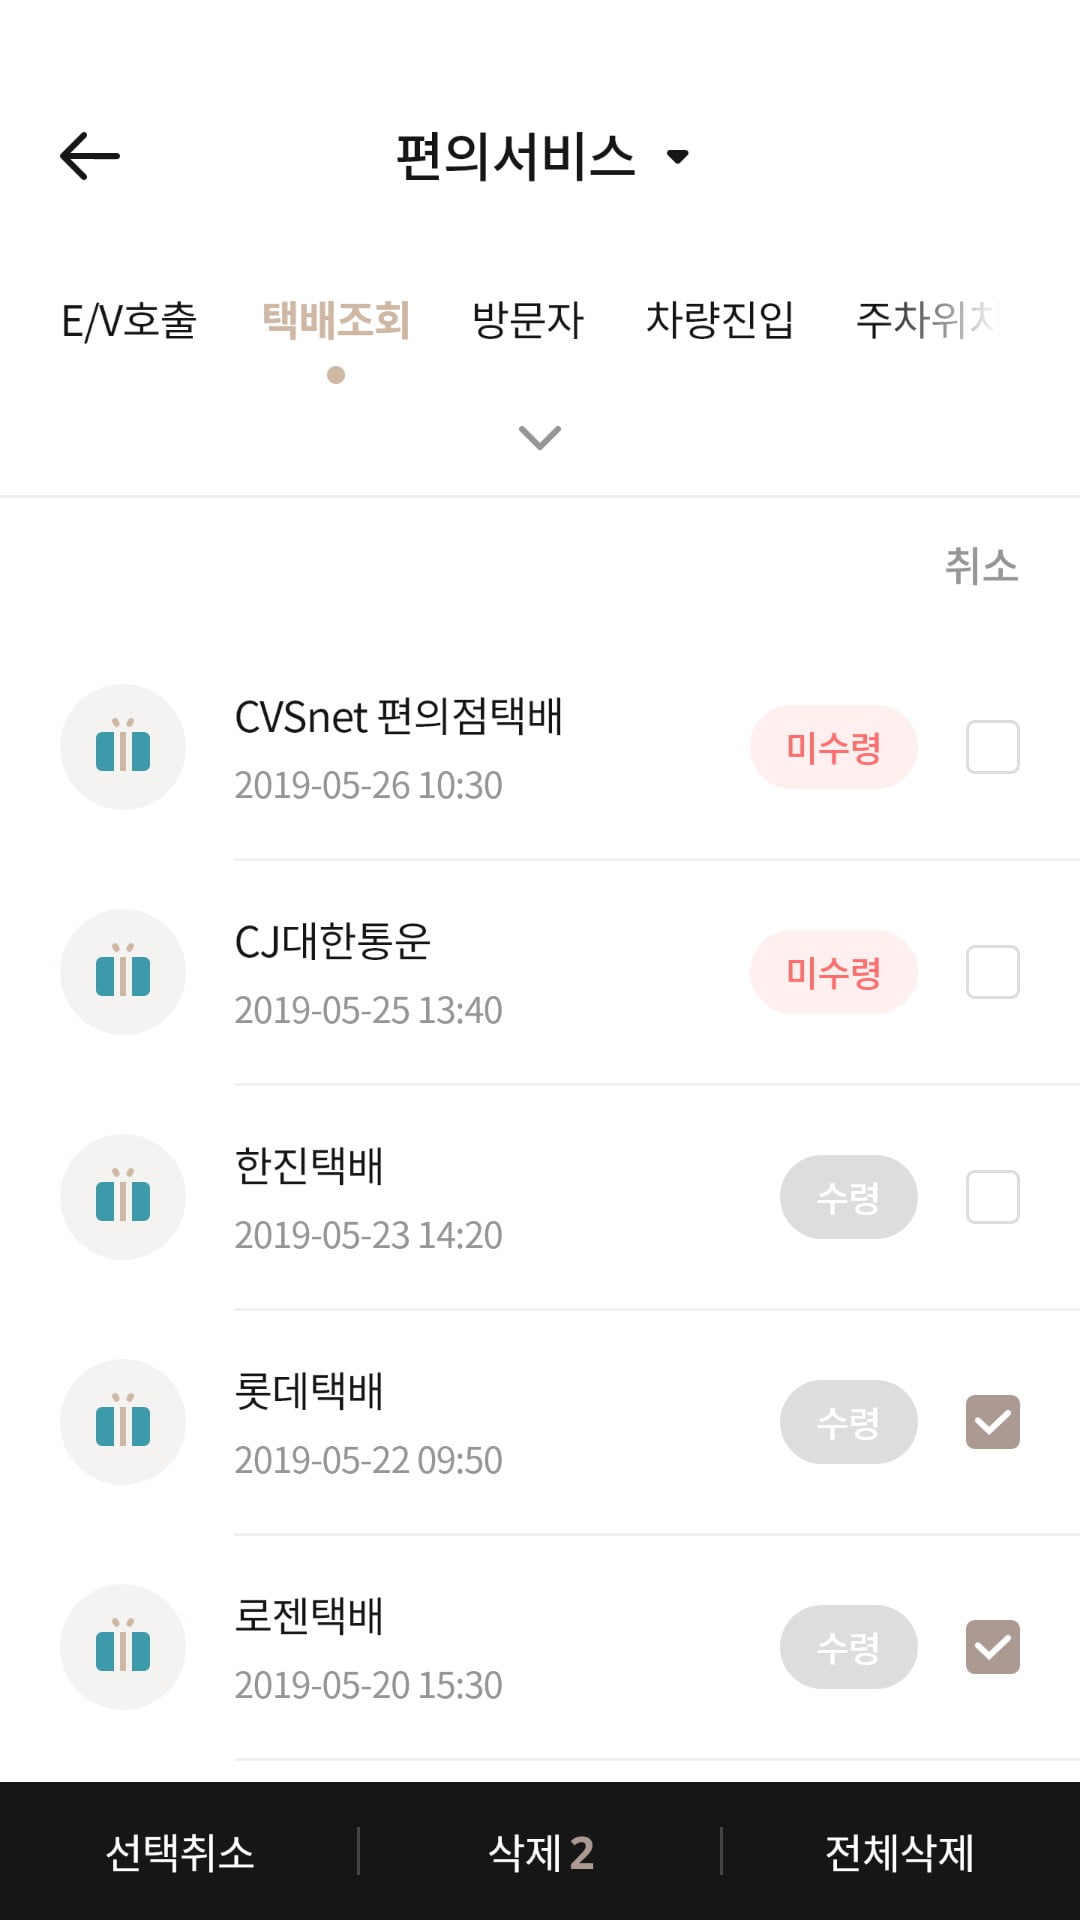 편의서비스
E/V호출 택배조회 방문자 차량진입 주차위치
취소
CVSnet 편의점택배
미수령
2019-05-26 10:30
CJ대한통운
미수령
2019-05-25 13:40
한진택배
수령
2019-05-23 14:20
롯데택배
수령
2019-05-22 09:50
로젠택배
수령
2019-05-20 15:30
선택취소 삭제 2 전체삭제